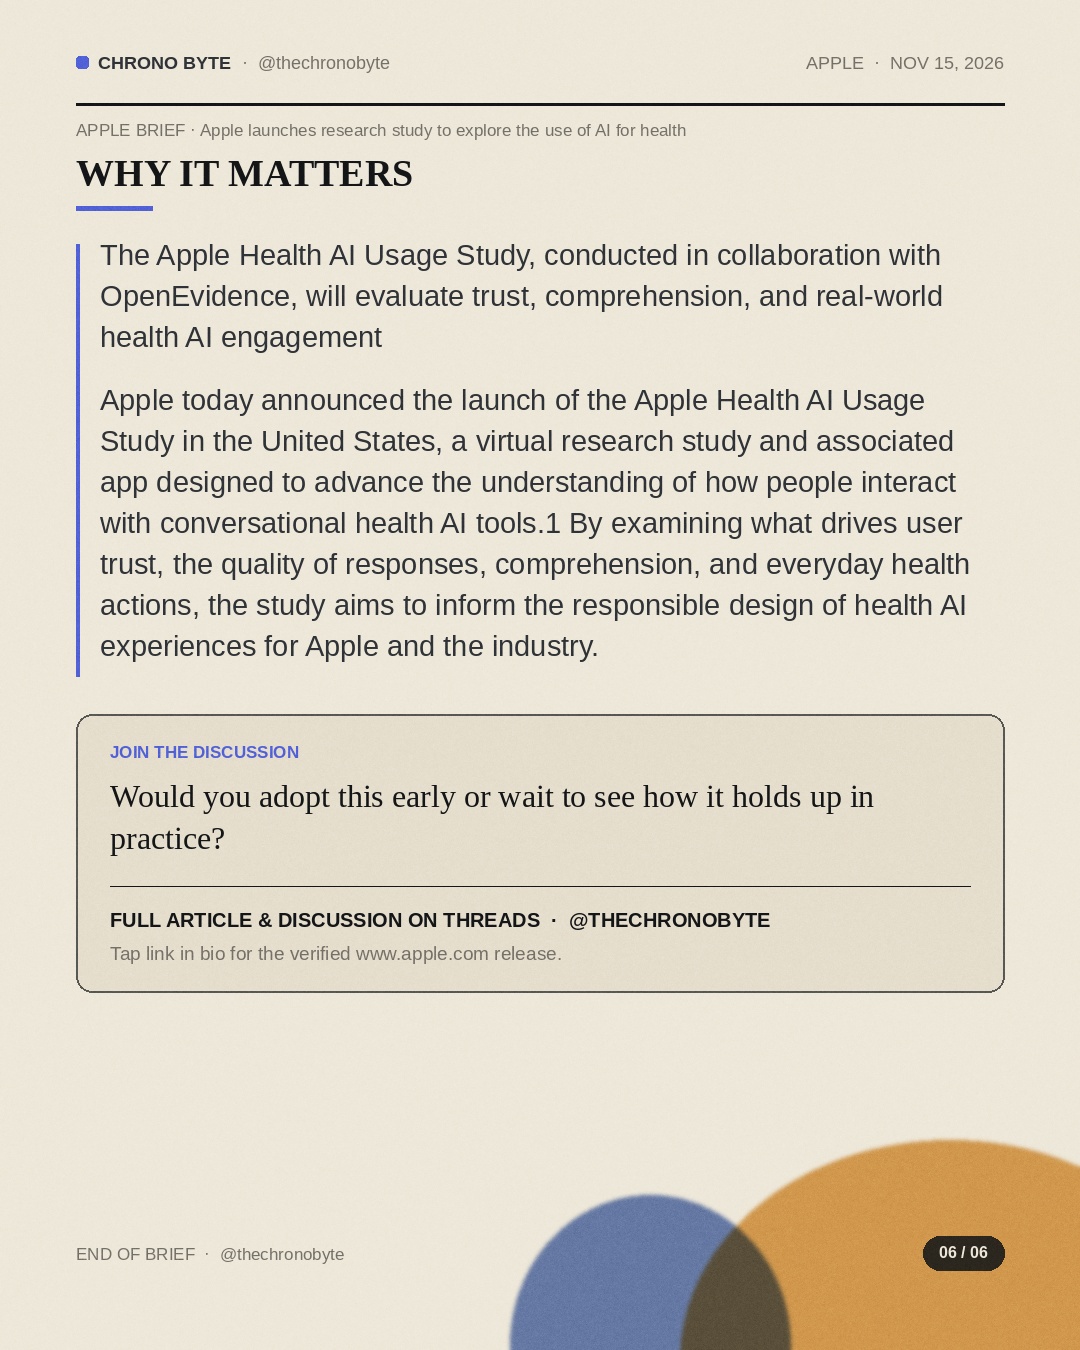 CHRONO BYTE · @thechronobyte
APPLE · NOV 15, 2026
APPLE BRIEF · Apple launches research study to explore the use of AI for health
WHY IT MATTERS
The Apple Health AI Usage Study, conducted in collaboration with
OpenEvidence, will evaluate trust, comprehension, and real-world
health AI engagement
Apple today announced the launch of the Apple Health AI Usage
Study in the United States, a virtual research study and associated
app designed to advance the understanding of how people interact
with conversational health AI tools.1 By examining what drives user
trust, the quality of responses, comprehension, and everyday health
actions, the study aims to inform the responsible design of health AI
experiences for Apple and the industry.
JOIN THE DISCUSSION
Would you adopt this early or wait to see how it holds up in
practice?
FULL ARTICLE & DISCUSSION ON THREADS · @THECHRONOBYTE
Tap link in bio for the verified www.apple.com release.
END OF BRIEF · @thechronobyte
06 / 06